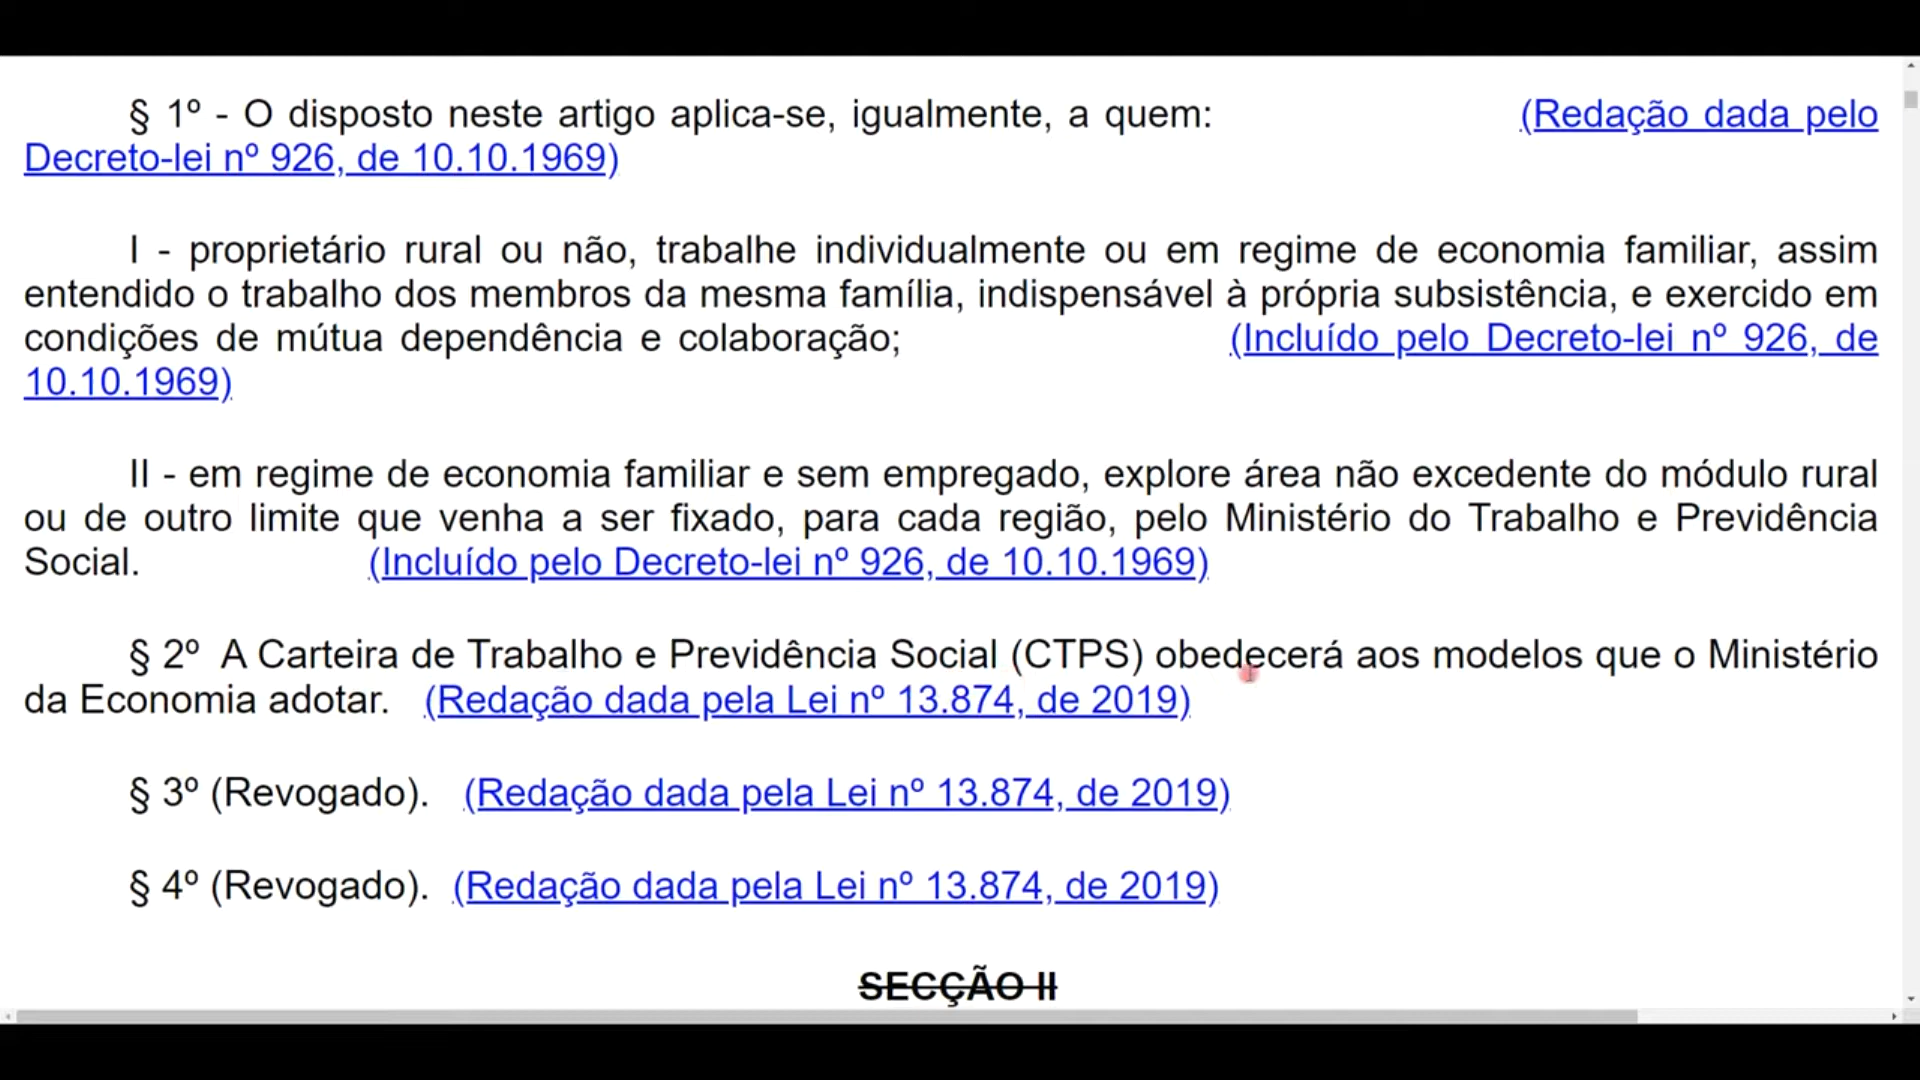 § 1º - O disposto neste artigo aplica-se, igualmente, a quem: (Redação dada pelo
Decreto-lei nº 926, de 10.10.1969)
I - proprietário rural ou não, trabalhe individualmente ou em regime de economia familiar, assim
entendido o trabalho dos membros da mesma família, indispensável à própria subsistência, e exercido em
condições de mútua dependência e colaboração; (Incluído pelo Decreto-lei nº 926, de
10.10.1969)
II - em regime de economia familiar e sem empregado, explore área não excedente do módulo rural
ou de outro limite que venha a ser fixado, para cada região, pelo Ministério do Trabalho e Previdência
Social. (Incluído pelo Decreto-lei nº 926, de 10.10.1969)
§ 2º A Carteira de Trabalho e Previdência Social (CTPS) obedecerá aos modelos que o Ministério
da Economia adotar. (Redação dada pela Lei nº 13.874, de 2019)
§ 3º (Revogado). (Redação dada pela Lei nº 13.874, de 2019)
§ 4º (Revogado). (Redação dada pela Lei nº 13.874, de 2019)
SECÇÃO II